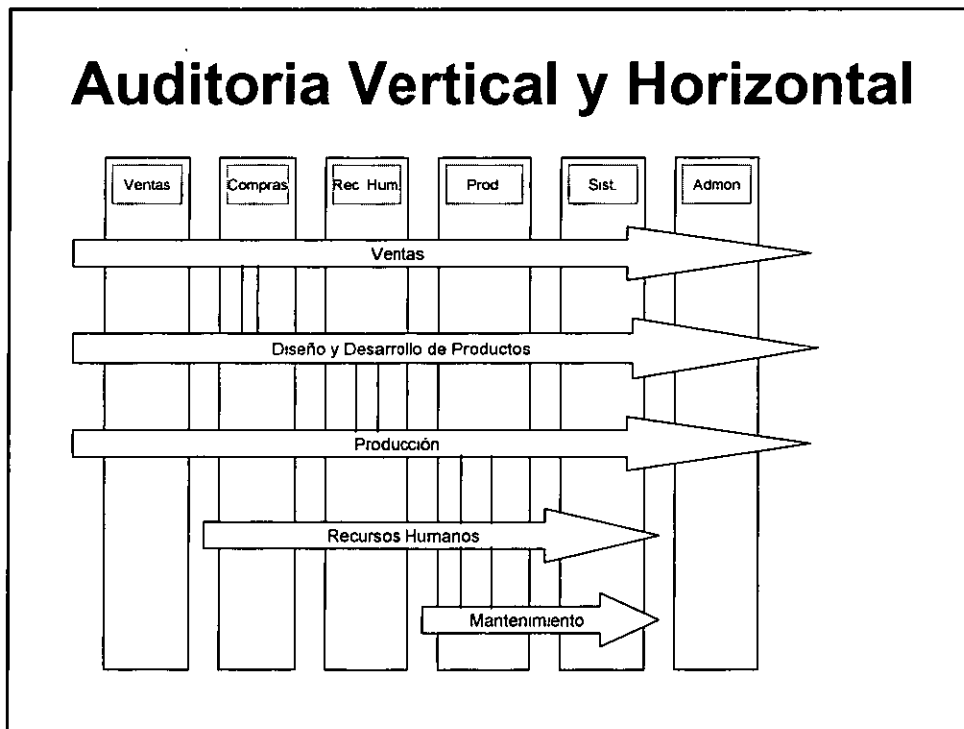 Auditoria Vertical y Horizontal
Ventas
Compras
Rec Hum.
Prod
Sist.
Admon
Ventas
Diseño y Desarrollo de Productos
Producción
Recursos Humanos
Mantenimiento